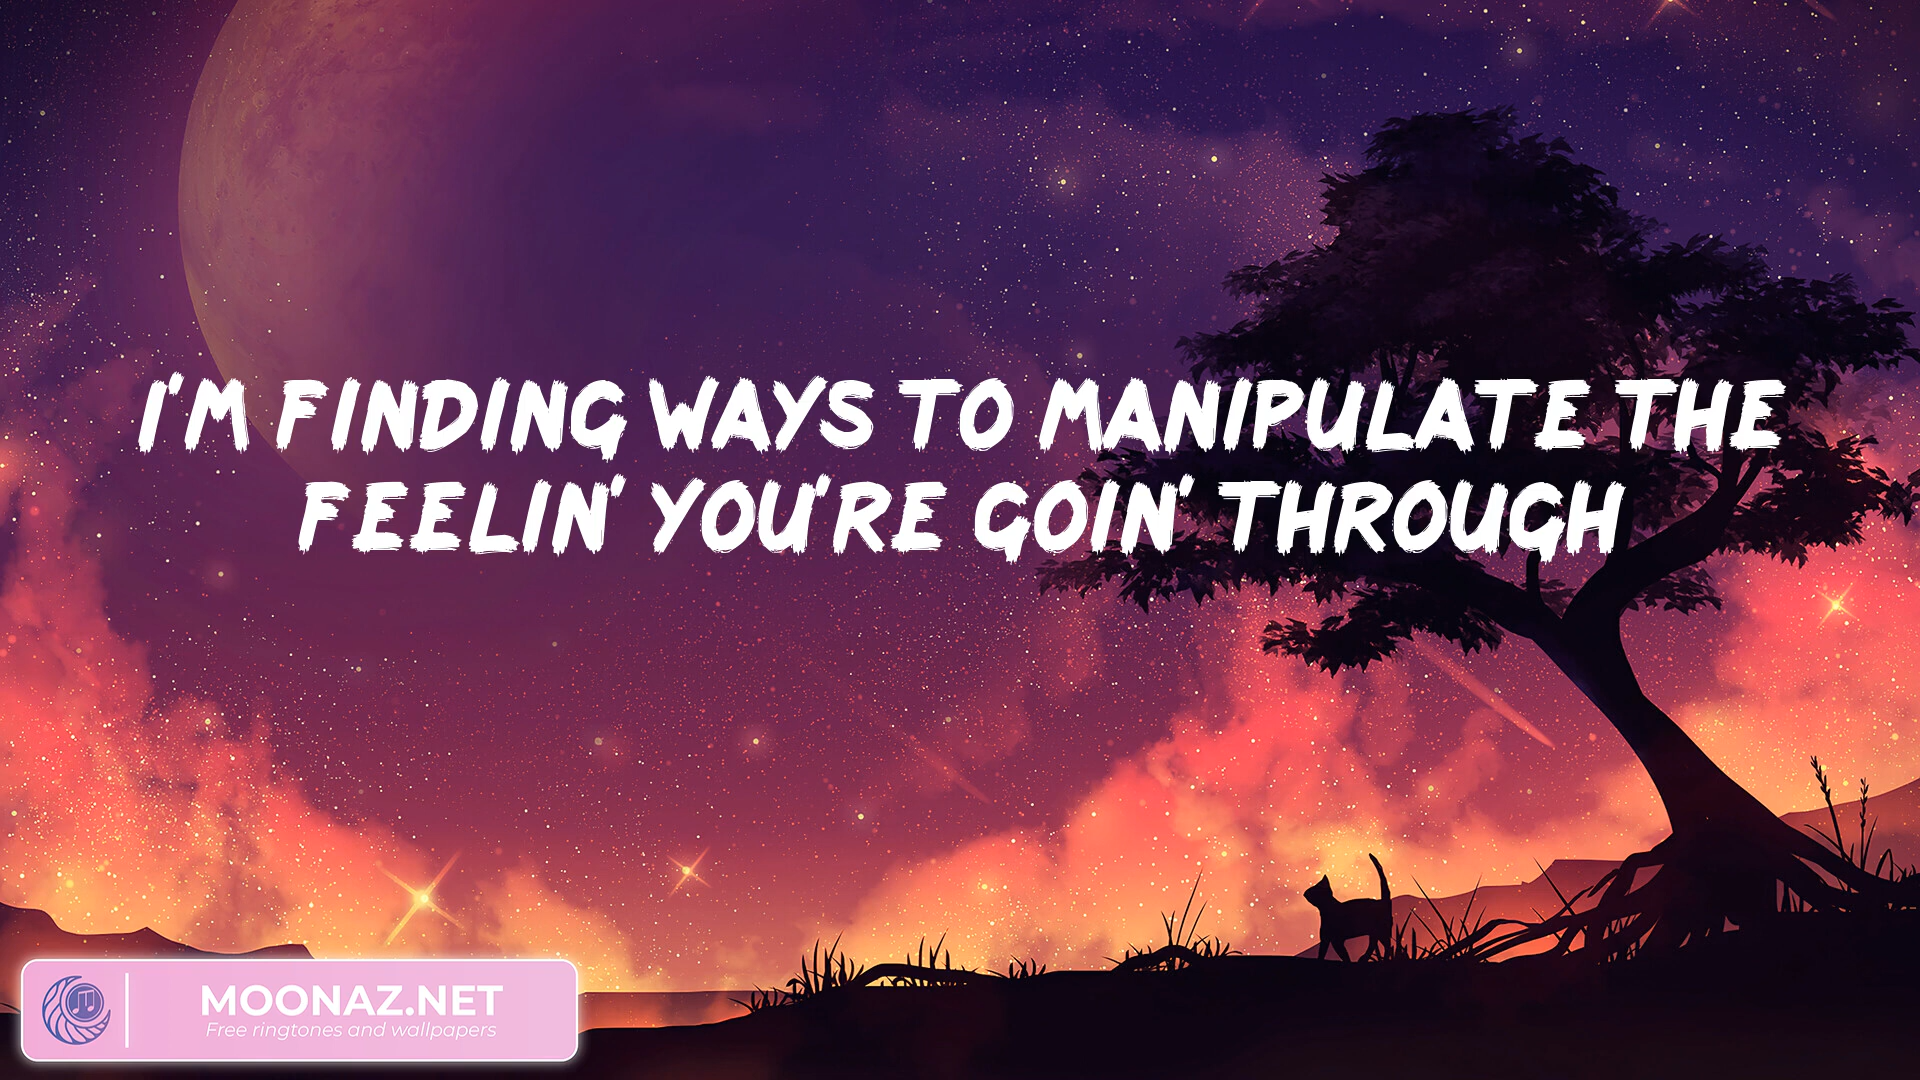 I'M FINDING WAYS TO MANIPULATE THE
FEELIN' YOU'RE GOIN' THROUGH
MOONAZ.NET
Free ringtones and wallpapers